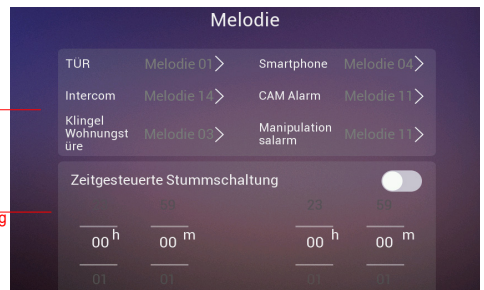 Melodie
TÜR Melodie 01 Smartphone Melodie 04
Intercom Melodie 14 CAM Alarm Melodie 11
Klingel
Wohnungst
üre Melodie 03
Manipulation
salarm Melodie 11
Zeitgesteuerte Stummschaltung
59 23 59
00 h 00 m 00 h 00 m
01 01 01 01
g